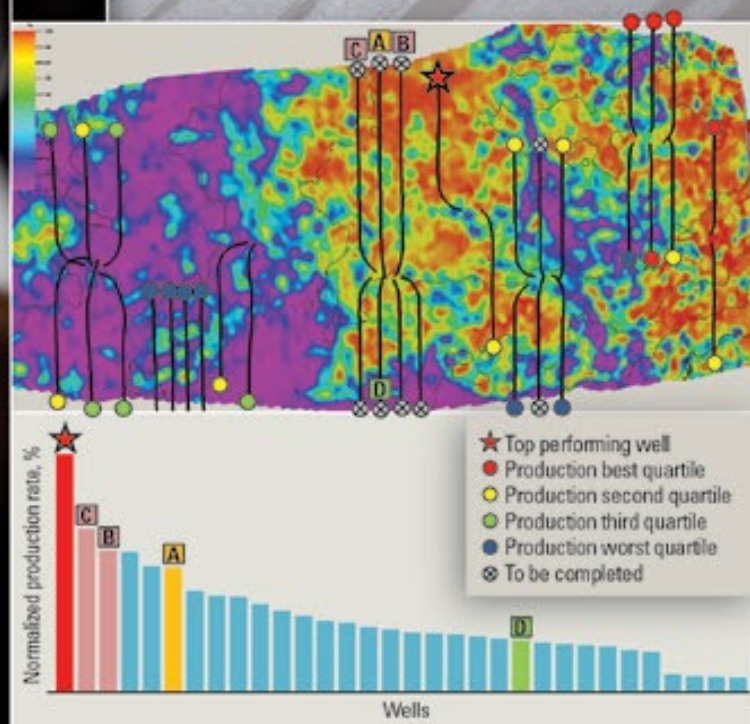 C A B
D
Top performing well
Production best quartile
Production second quartile
Production third quartile
Production worst quartile
To be completed
Normalized production rate, %
C
B
A
D
Wells